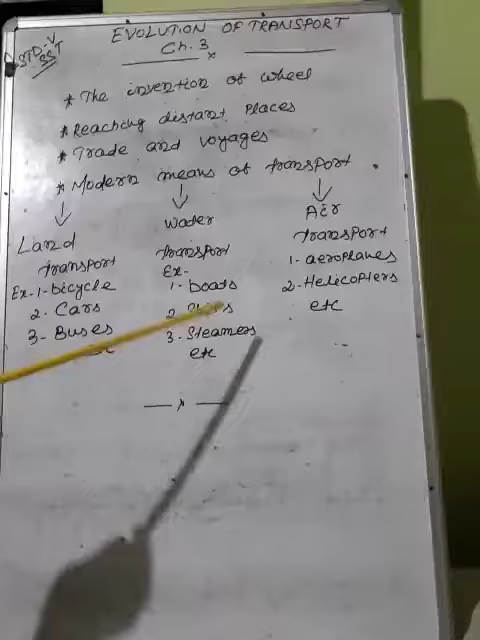 STD-V
SST
EVOLUTION OF TRANSPORT
Ch. 3
* The invention of wheel
* Reaching distant Places
* Trade and voyages
* Modern means of transport
Land
transport
Ex-1-bicycle
2. Cars
3- Buses
Water
transport
Ex-
1- boats
2. Ships
3. Steamers
etc
Air
transport
1- aeroplanes
2. Helicopters
etc